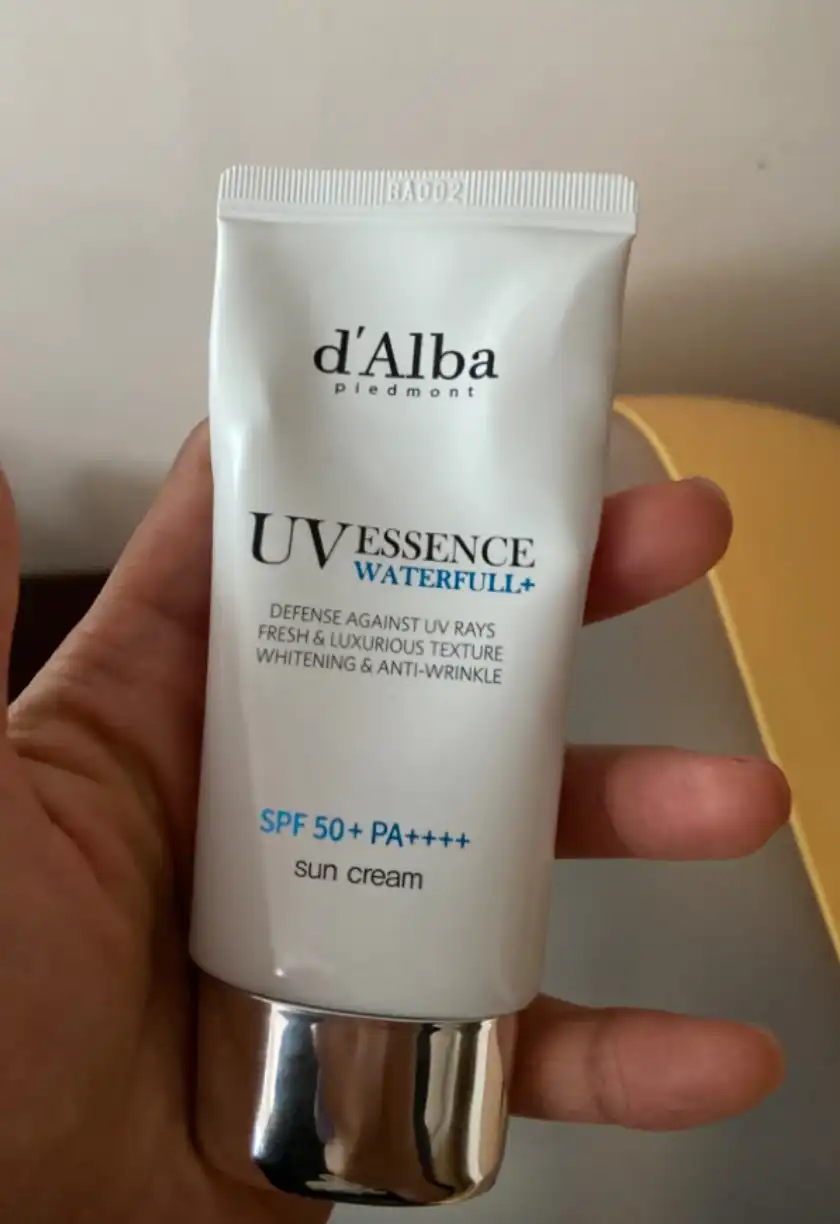 BA002
d'Alba
piedmont
UV ESSENCE
WATERFULL+
DEFENSE AGAINST UV RAYS
FRESH & LUXURIOUS TEXTURE
WHITENING & ANTI-WRINKLE
SPF 50+ PA++++
sun cream